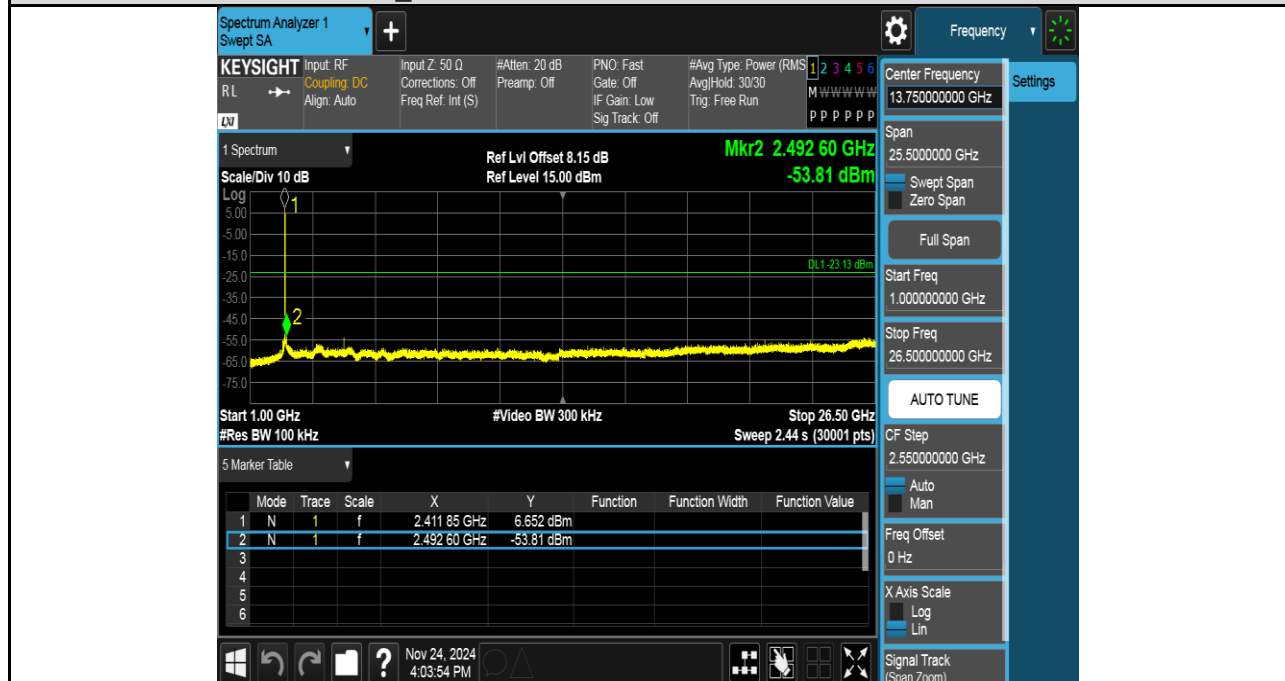 Spectrum Analyzer 1
Swept SA
+
Frequency
KEYSIGHT
RL
LXI
Input: RF
Coupling: DC
Align: Auto
Input Z: 50 Ω
Corrections: Off
Freq Ref: Int (S)
#Atten: 20 dB
Preamp: Off
PNO: Fast
Gate: Off
IF Gain: Low
Sig Track: Off
#Avg Type: Power (RMS
Avg|Hold: 30/30
Trig: Free Run
1 2 3 4 5 6
M W W W W W
P P P P P P
1 Spectrum
Scale/Div 10 dB
Ref Lvl Offset 8.15 dB
Ref Level 15.00 dBm
Mkr2 2.492 60 GHz
-53.81 dBm
Log
1
5.00
-5.00
-15.0
DL1 -23.13 dBm
-25.0
-35.0
-45.0
2
-55.0
-65.0
-75.0
Start 1.00 GHz
#Video BW 300 kHz
Stop 26.50 GHz
#Res BW 100 kHz
Sweep 2.44 s (30001 pts)
5 Marker Table
Mode Trace Scale X Y Function Function Width Function Value
1 N 1 f 2.411 85 GHz 6.652 dBm
2 N 1 f 2.492 60 GHz -53.81 dBm
3
4
5
6
?
Nov 24, 2024
4:03:54 PM
Center Frequency
13.750000000 GHz
Settings
Span
25.5000000 GHz
Swept Span
Zero Span
Full Span
Start Freq
1.000000000 GHz
Stop Freq
26.500000000 GHz
AUTO TUNE
CF Step
2.550000000 GHz
Auto
Man
Freq Offset
0 Hz
X Axis Scale
Log
Lin
Signal Track
(Span Zoom)